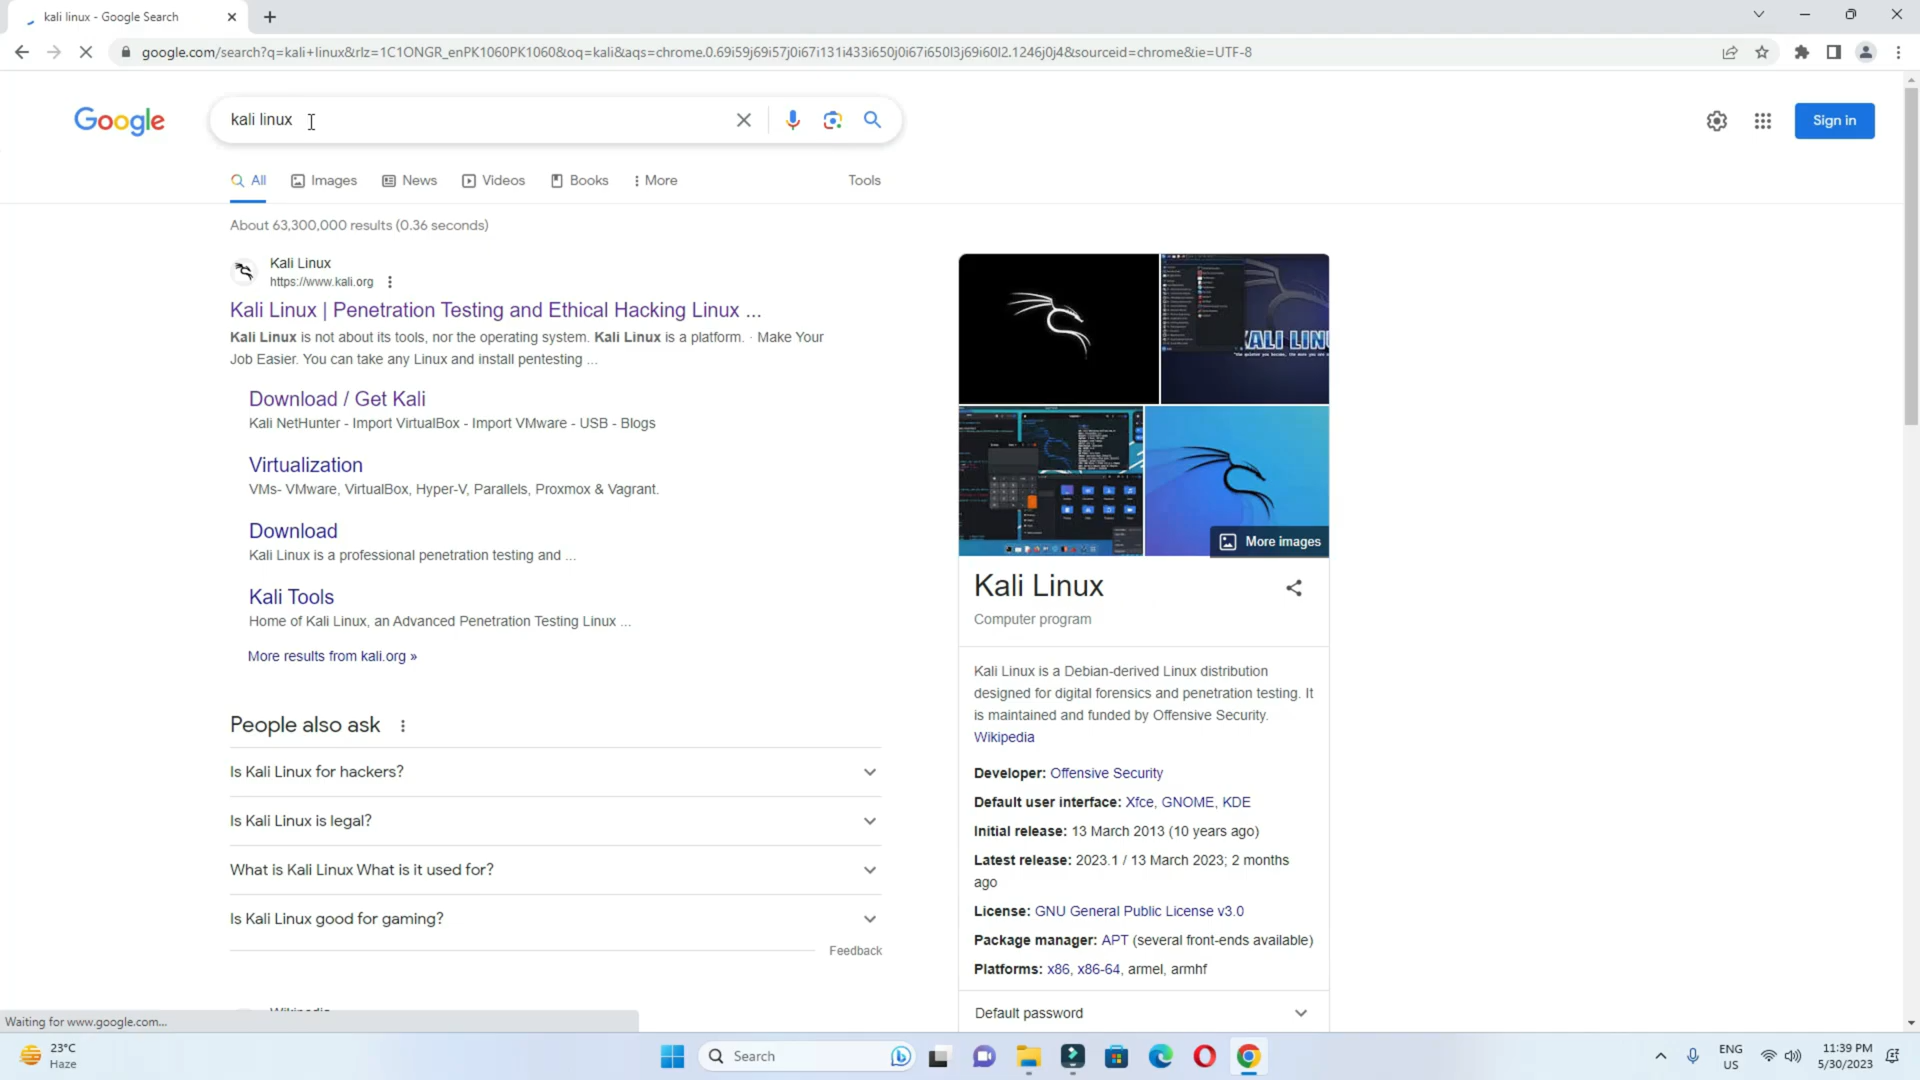 kali linux - Google Search
google.com/search?q=kali+linux&rlz=1C1ONGR_enPK1060PK1060&oq=kali&aqs=chrome.0.69i59j69i57j0i67i131i433i650j0i67i650l3j69i60l2.1246j0j4&sourceid=chrome&ie=UTF-8
Google
kali linux
Sign in
All
Images
News
Videos
Books
More
Tools
About 63,300,000 results (0.36 seconds)
Kali Linux
https://www.kali.org
Kali Linux | Penetration Testing and Ethical Hacking Linux ...
Kali Linux is not about its tools, nor the operating system. Kali Linux is a platform. · Make Your
Job Easier. You can take any Linux and install pentesting ...
Download / Get Kali
Kali NetHunter - Import VirtualBox - Import VMware - USB - Blogs
Virtualization
VMs- VMware, VirtualBox, Hyper-V, Parallels, Proxmox & Vagrant.
Download
Kali Linux is a professional penetration testing and ...
Kali Tools
Home of Kali Linux, an Advanced Penetration Testing Linux ...
More results from kali.org »
People also ask
Is Kali Linux for hackers?
Is Kali Linux is legal?
What is Kali Linux What is it used for?
Is Kali Linux good for gaming?
Feedback
Wikipedia
More images
Kali Linux
Computer program
Kali Linux is a Debian-derived Linux distribution
designed for digital forensics and penetration testing. It
is maintained and funded by Offensive Security.
Wikipedia
Developer: Offensive Security
Default user interface: Xfce, GNOME, KDE
Initial release: 13 March 2013 (10 years ago)
Latest release: 2023.1 / 13 March 2023; 2 months
ago
License: GNU General Public License v3.0
Package manager: APT (several front-ends available)
Platforms: x86, x86-64, armel, armhf
Default password
Waiting for www.google.com...
23°C
Haze
Search
ENG
US
11:39 PM
5/30/2023